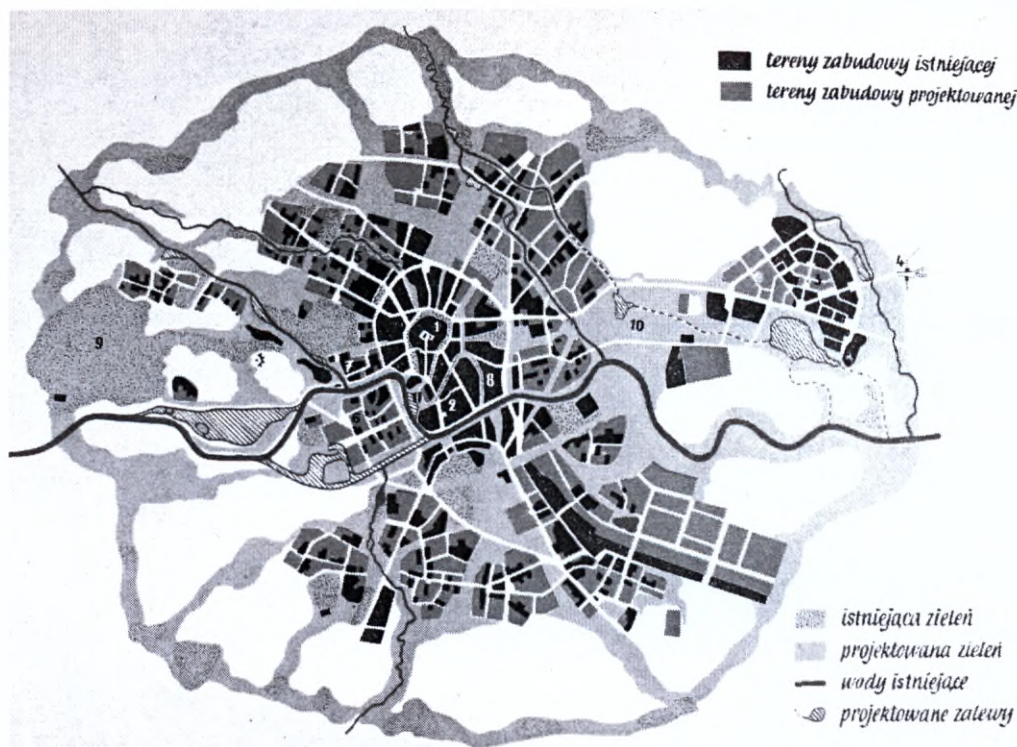 tereny zabudowy istniejącej
tereny zabudowy projektowanej
4
1
10
9
8
2
istniejąca zieleń
projektowana zieleń
wody istniejące
projektowane zalewy